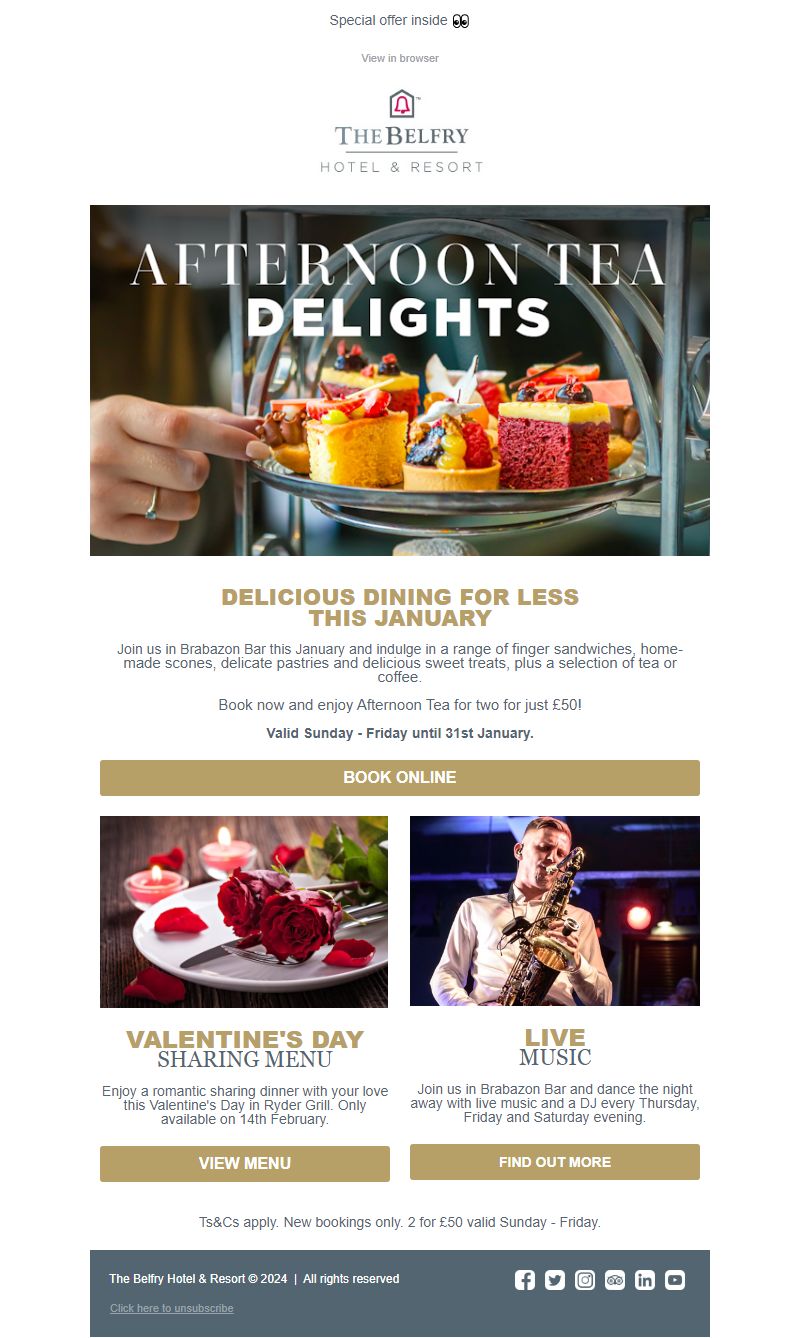 Special offer inside 👀
View in browser
THE BELFRY™
HOTEL & RESORT
AFTERNOON TEA
DELIGHTS
DELICIOUS DINING FOR LESS
THIS JANUARY
Join us in Brabazon Bar this January and indulge in a range of finger sandwiches, home-
made scones, delicate pastries and delicious sweet treats, plus a selection of tea or
coffee.
Book now and enjoy Afternoon Tea for two for just £50!
Valid Sunday - Friday until 31st January.
BOOK ONLINE
VALENTINE'S DAY
SHARING MENU
Enjoy a romantic sharing dinner with your love
this Valentine's Day in Ryder Grill. Only
available on 14th February.
VIEW MENU
LIVE
MUSIC
Join us in Brabazon Bar and dance the night
away with live music and a DJ every Thursday,
Friday and Saturday evening.
FIND OUT MORE
Ts&Cs apply. New bookings only. 2 for £50 valid Sunday - Friday.
The Belfry Hotel & Resort © 2024 | All rights reserved
Click here to unsubscribe